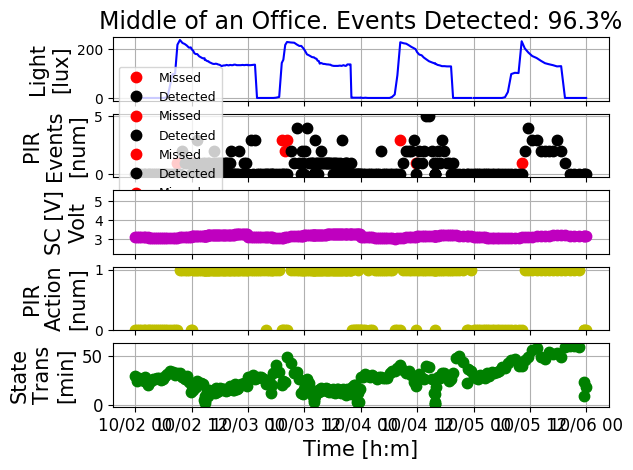 Middle of an Office. Events Detected: 96.3%
Light
[lux]
200
0
Missed
Detected
Missed
Detected
Missed
Detected
PIR
Events
[num]
5
0
SC [V]
Volt
5
4
3
PIR
Action
[num]
1
0
State
Trans
[min]
50
0
10/02 00 10/02 12 10/03 00 10/03 12 10/04 00 10/04 12 10/05 00 10/05 12 10/06 00
Time [h:m]